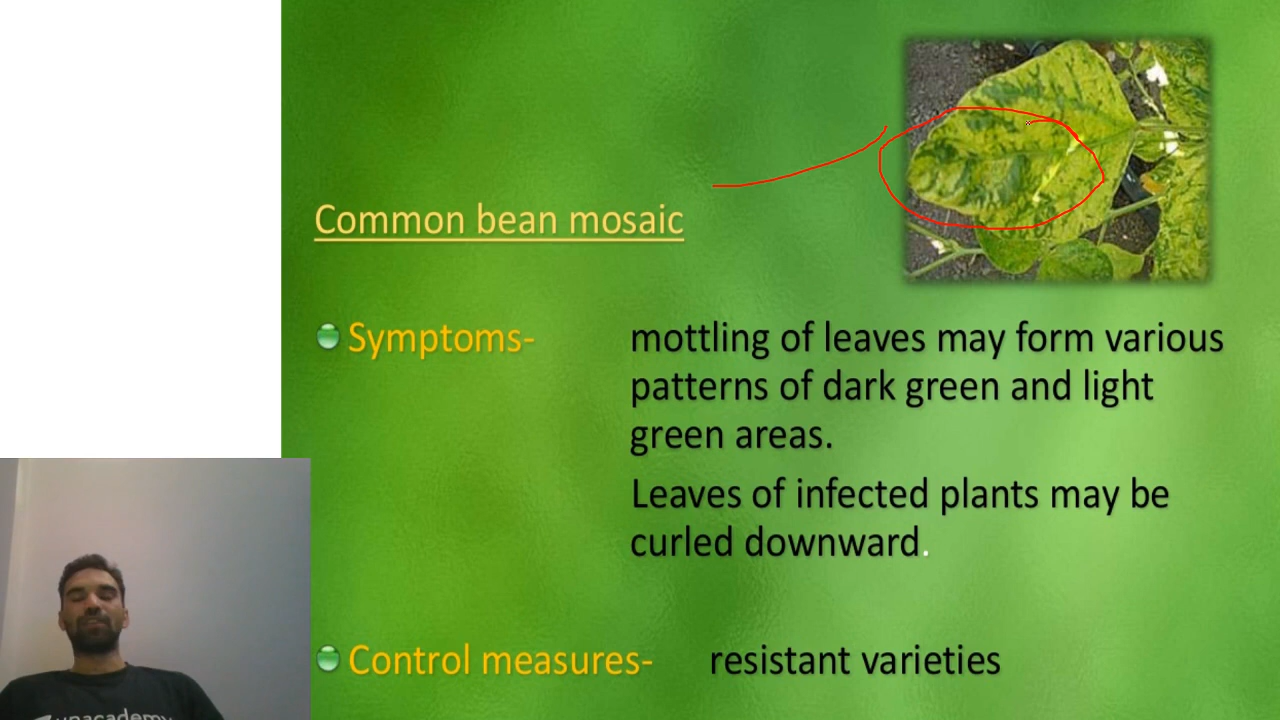 Common bean mosaic
Symptoms- mottling of leaves may form various
patterns of dark green and light
green areas.
Leaves of infected plants may be
curled downward.
Control measures- resistant varieties
unacademy